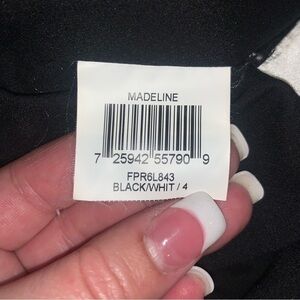 MADELINE
7 25942 55790 9
FPR6L843
BLACK/WHIT / 4